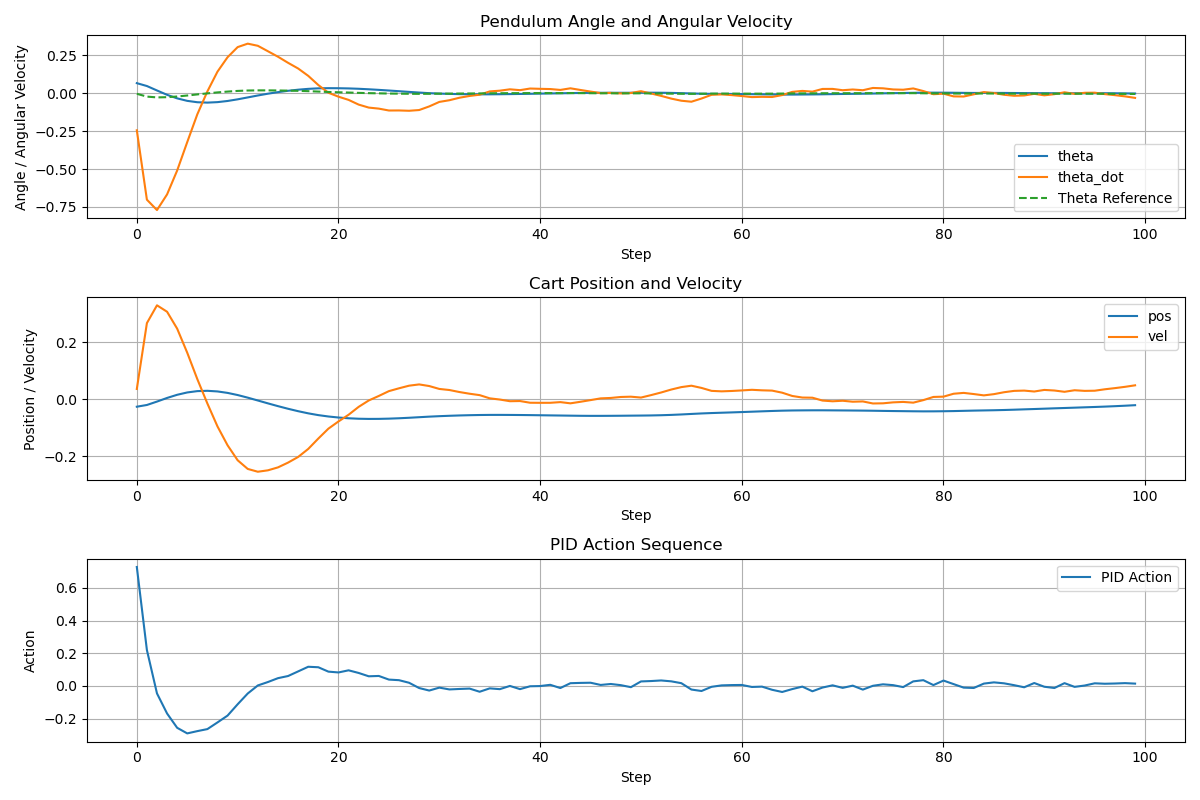 Pendulum Angle and Angular Velocity
Angle / Angular Velocity
0.25
0.00
−0.25
−0.50
−0.75
theta
theta_dot
Theta Reference
0 20 40 60 80 100
Step
Cart Position and Velocity
Position / Velocity
0.2
0.0
−0.2
pos
vel
0 20 40 60 80 100
Step
PID Action Sequence
Action
0.6
0.4
0.2
0.0
−0.2
PID Action
0 20 40 60 80 100
Step